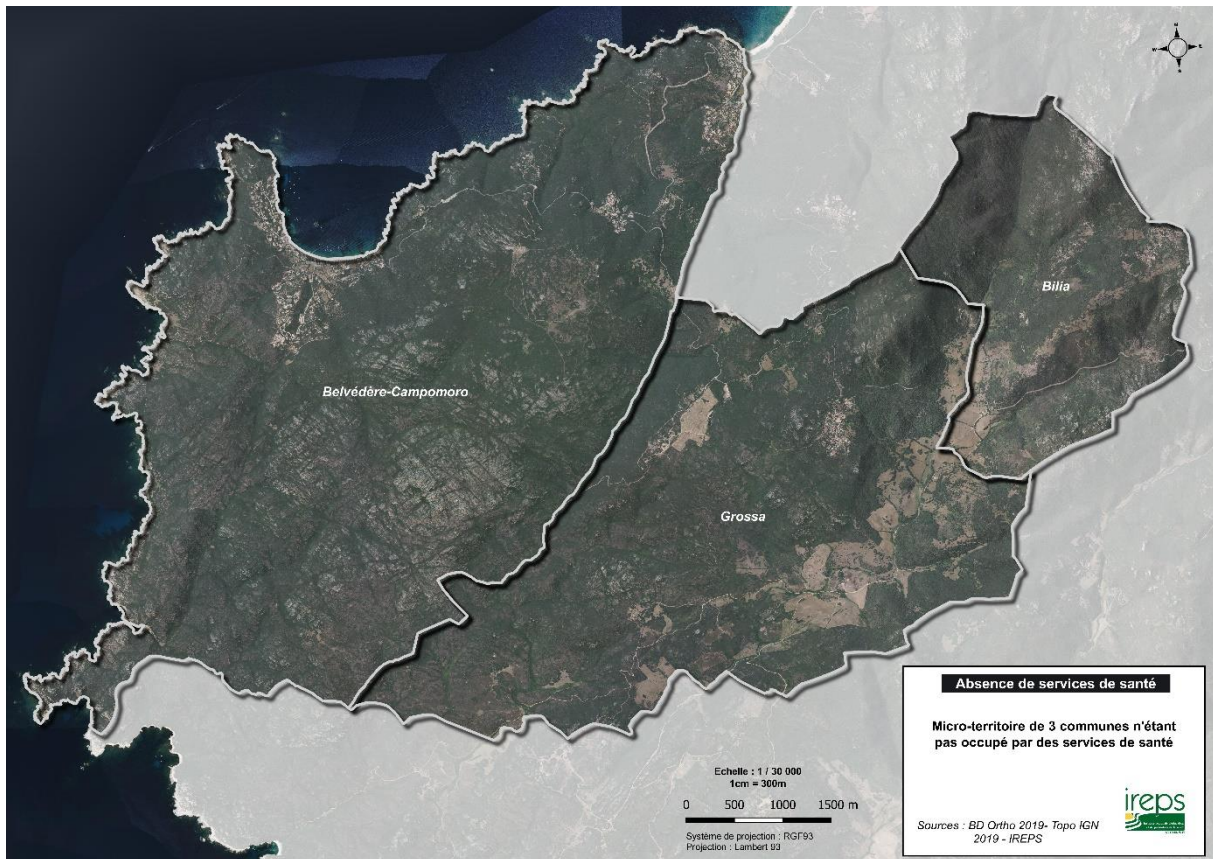 N
W
E
S
Bilia
Belvédère-Campomoro
Grossa
Absence de services de santé
Micro-territoire de 3 communes n'étant
pas occupé par des services de santé
Echelle : 1 / 30 000
1cm = 300m
0 500 1000 1500 m
Système de projection : RGF93
Projection : Lambert 93
ireps
Sources : BD Ortho 2019- Topo IGN
2019 - IREPS